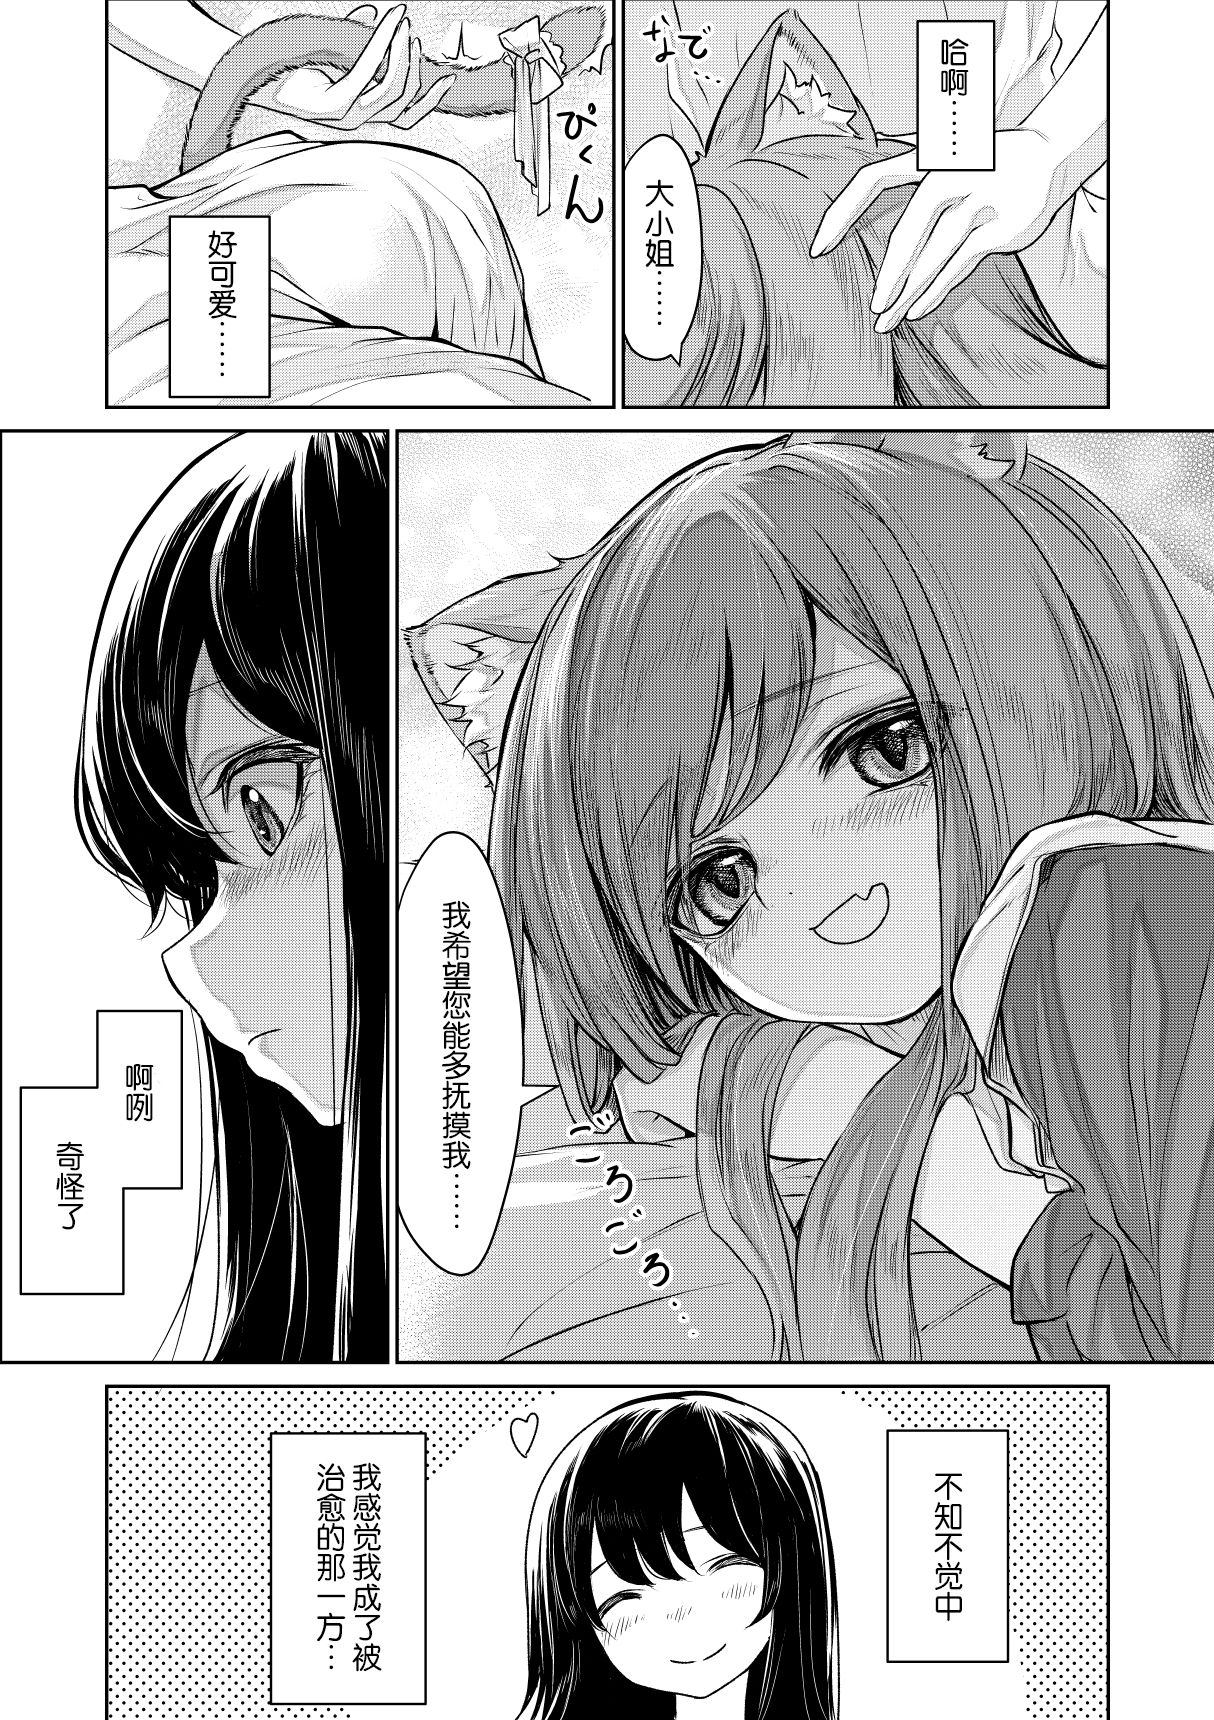 哈啊……
なで…
大小姐……
ぴくん
好可爱……
我希望您能多抚摸我……
ごろごろ…
啊咧
奇怪了
不知不觉中
我感觉我成了被
治愈的那一方…